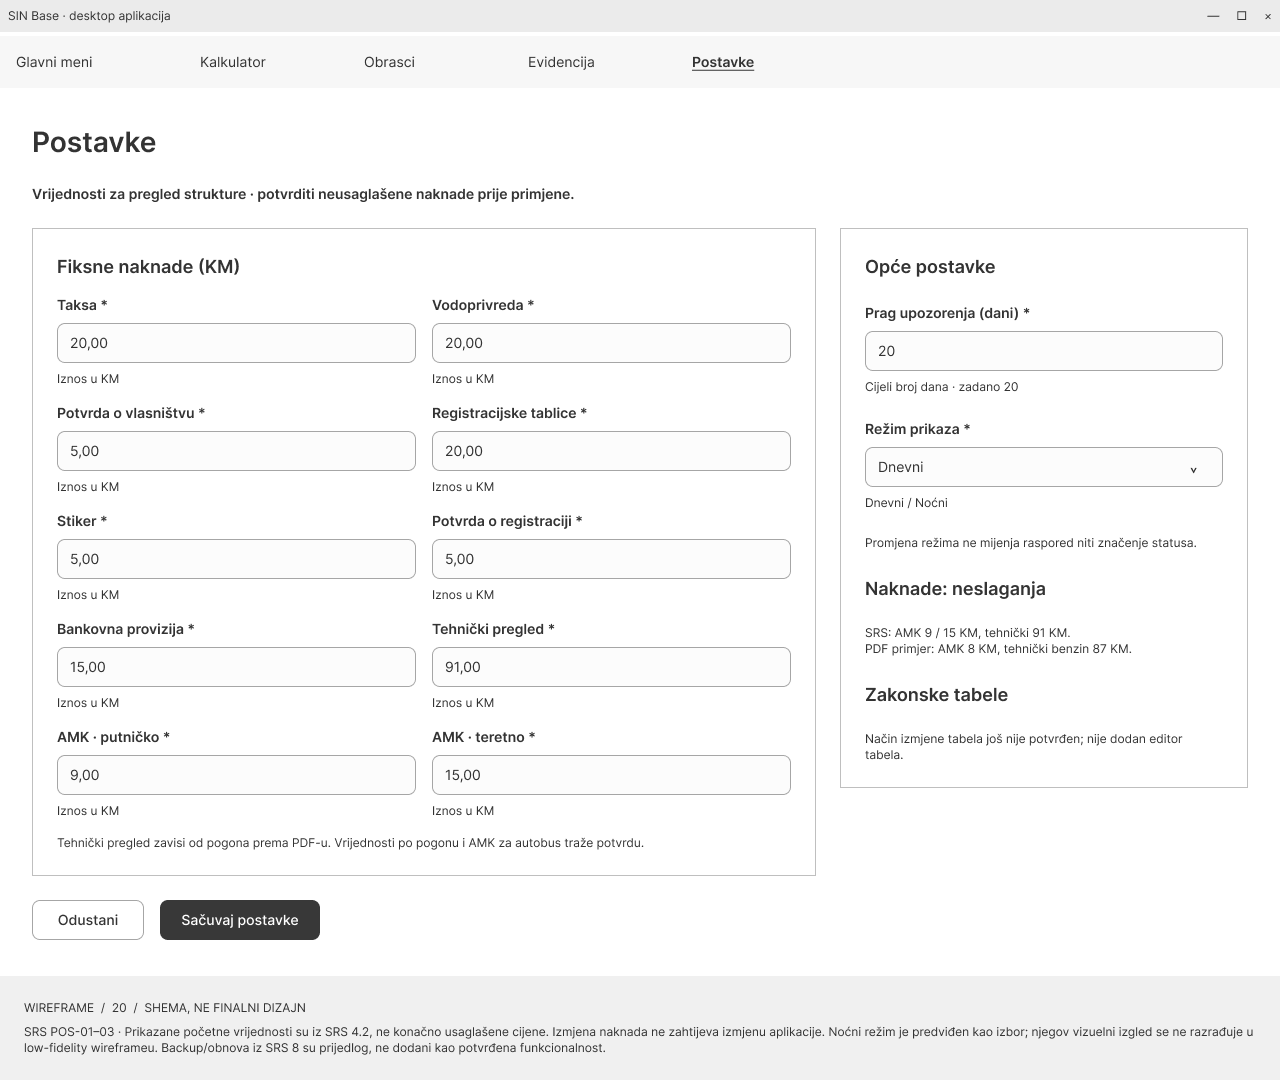 SIN Base · desktop aplikacija
Glavni meni
Kalkulator
Obrasci
Evidencija
Postavke
Postavke
Vrijednosti za pregled strukture · potvrditi neusaglašene naknade prije primjene.
Fiksne naknade (KM)
Taksa *
Vodoprivreda *
20,00
20,00
Iznos u KM
Iznos u KM
Potvrda o vlasništvu *
Registracijske tablice *
5,00
20,00
Iznos u KM
Iznos u KM
Stiker *
Potvrda o registraciji *
5,00
5,00
Iznos u KM
Iznos u KM
Bankovna provizija *
Tehnički pregled *
15,00
91,00
Iznos u KM
Iznos u KM
AMK · putničko *
AMK · teretno *
9,00
15,00
Iznos u KM
Iznos u KM
Tehnički pregled zavisi od pogona prema PDF-u. Vrijednosti po pogonu i AMK za autobus traže potvrdu.
Opće postavke
Prag upozorenja (dani) *
20
Cijeli broj dana · zadano 20
Režim prikaza *
Dnevni
Dnevni / Noćni
Promjena režima ne mijenja raspored niti značenje statusa.
Naknade: neslaganja
SRS: AMK 9 / 15 KM, tehnički 91 KM.
PDF primjer: AMK 8 KM, tehnički benzin 87 KM.
Zakonske tabele
Način izmjene tabela još nije potvrđen; nije dodan editor
tabela.
Odustani
Sačuvaj postavke
WIREFRAME / 20 / SHEMA, NE FINALNI DIZAJN
SRS POS-01–03 · Prikazane početne vrijednosti su iz SRS 4.2, ne konačno usaglašene cijene. Izmjena naknada ne zahtijeva izmjenu aplikacije. Noćni režim je predviđen kao izbor; njegov vizuelni izgled se ne razrađuje u
low-fidelity wireframeu. Backup/obnova iz SRS 8 su prijedlog, ne dodani kao potvrđena funkcionalnost.